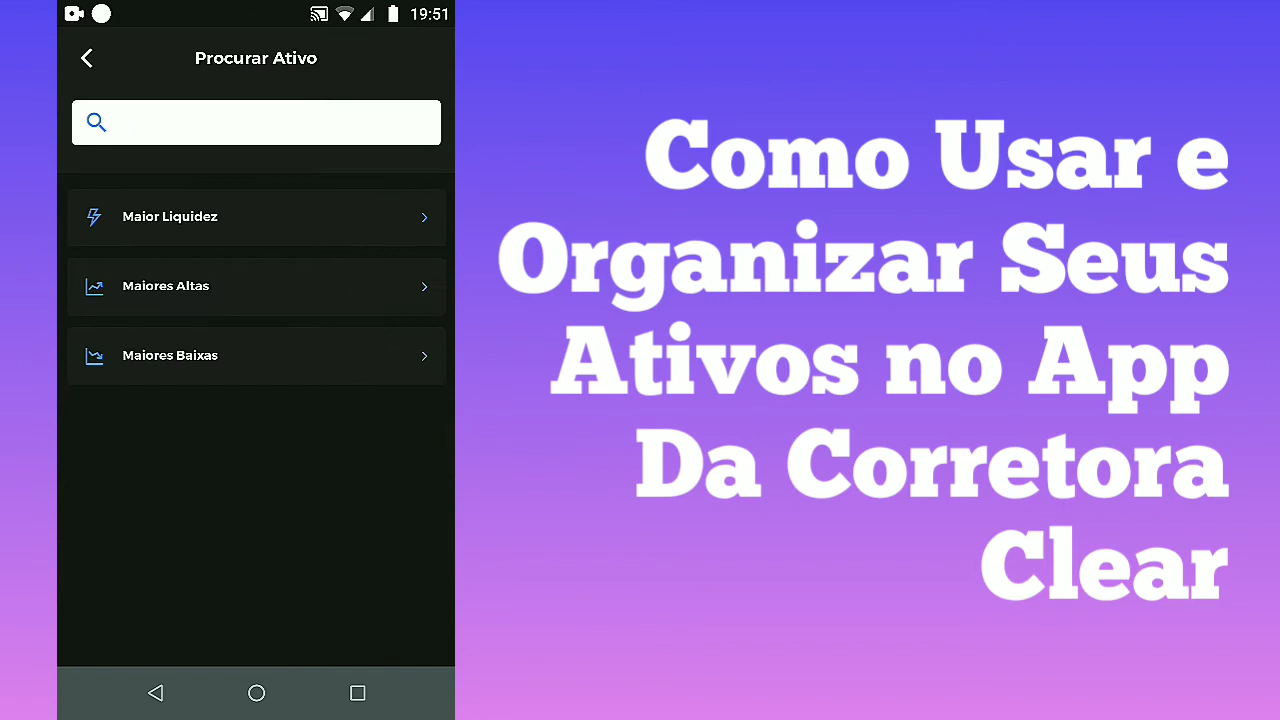 19:51
Procurar Ativo
Maior Liquidez
Maiores Altas
Maiores Baixas
Como Usar e
Organizar Seus
Ativos no App
Da Corretora
Clear